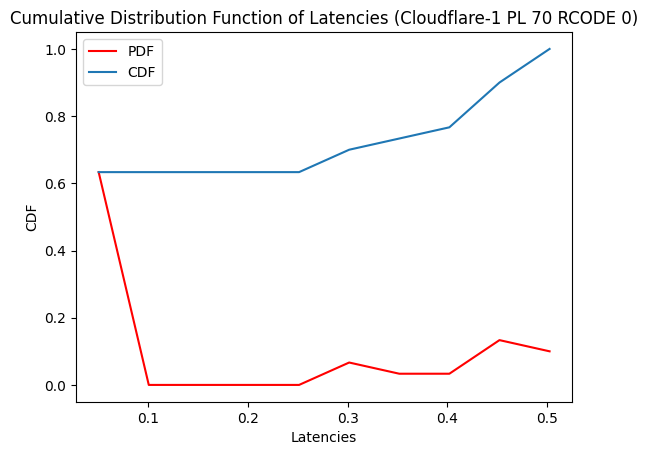 Cumulative Distribution Function of Latencies (Cloudflare-1 PL 70 RCODE 0)
PDF
CDF
1.0
0.8
0.6
0.4
0.2
0.0
CDF
0.1
0.2
0.3
0.4
0.5
Latencies